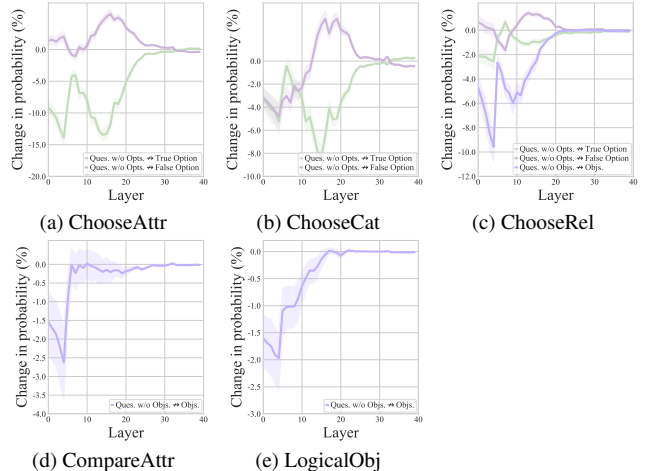 Change in probability (%)
5.0
0.0
-5.0
-10.0
-15.0
-20.0
Ques. w/o Opts. ↛ True Option
Ques. w/o Opts. ↛ False Option
0 10 20 30 40
Layer
(a) ChooseAttr
Change in probability (%)
4.0
2.0
0.0
-2.0
-4.0
-6.0
-8.0
-10.0
Ques. w/o Opts. ↛ True Option
Ques. w/o Opts. ↛ False Option
0 10 20 30 40
Layer
(b) ChooseCat
Change in probability (%)
0.0
-2.0
-4.0
-6.0
-8.0
-10.0
-12.0
Ques. w/o Opts. ↛ True Option
Ques. w/o Opts. ↛ False Option
Ques. w/o Objs. ↛ Objs.
0 10 20 30 40
Layer
(c) ChooseRel
Change in probability (%)
0.0
-0.5
-1.0
-1.5
-2.0
-2.5
-3.0
-3.5
-4.0
Ques. w/o Objs. ↛ Objs.
0 10 20 30 40
Layer
(d) CompareAttr
Change in probability (%)
0.0
-0.5
-1.0
-1.5
-2.0
-2.5
-3.0
Ques. w/o Objs. ↛ Objs.
0 10 20 30 40
Layer
(e) LogicalObj